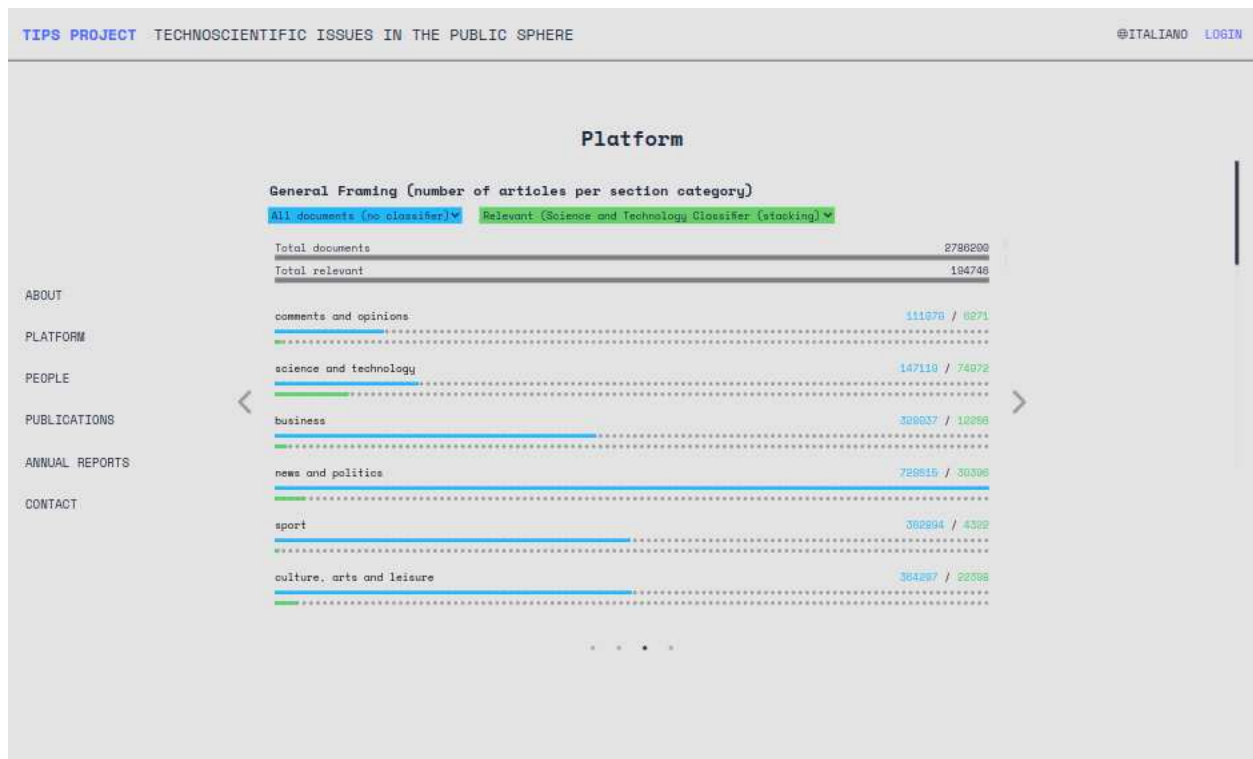 TIPS PROJECT TECHNOSCIENTIFIC ISSUES IN THE PUBLIC SPHERE
@ITALIANO LOGIN
Platform
General Framing (number of articles per section category)
All documents (no classifier)
Relevant (Science and Technology Classifier (stacking)
Total documents 2786200
Total relevant 194746
ABOUT
PLATFORM
PEOPLE
PUBLICATIONS
ANNUAL REPORTS
CONTACT
comments and opinions /
science and technology /
business /
news and politics /
sport /
culture, arts and leisure /